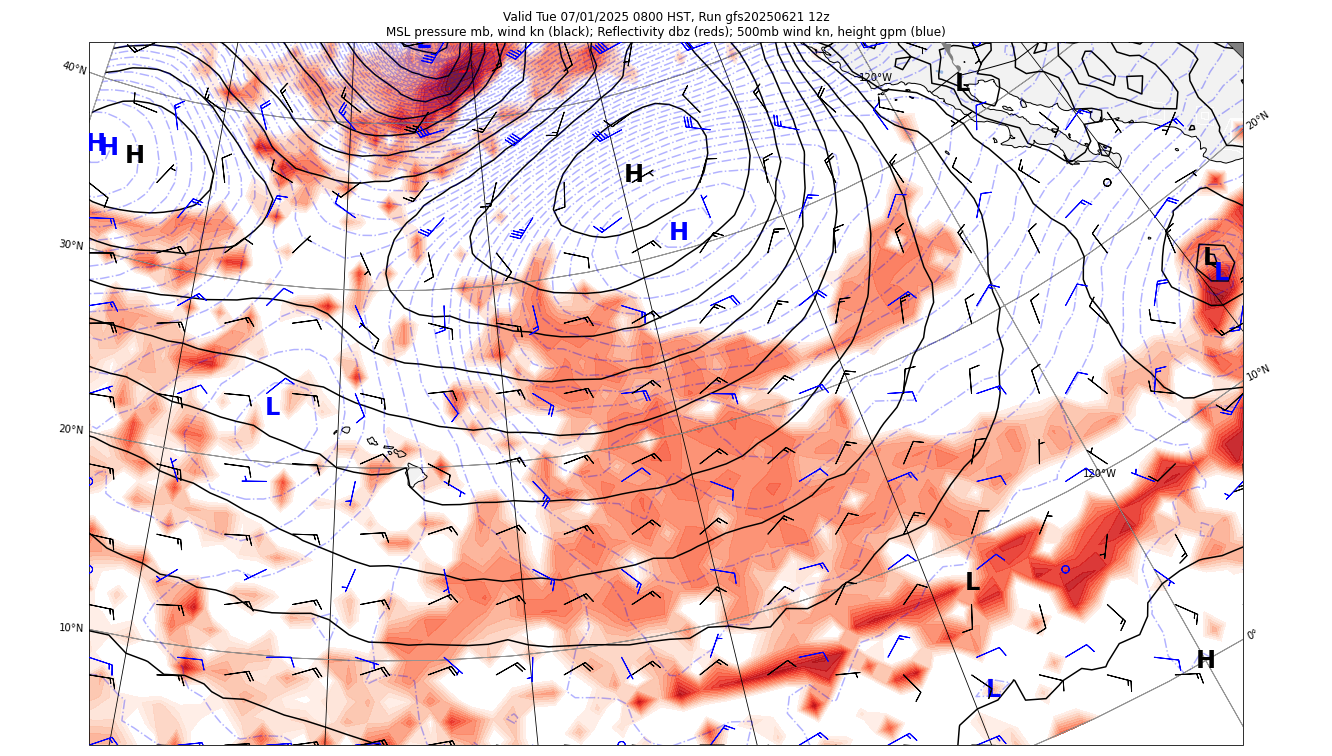 Valid Tue 07/01/2025 0800 HST, Run gfs20250621 12z
MSL pressure mb, wind kn (black); Reflectivity dbz (reds); 500mb wind kn, height gpm (blue)
L
40°N
120°W
L
20°N
H
H
H
H
H
30°N
L
L
10°N
L
20°N
120°W
L
10°N
0°
H
L